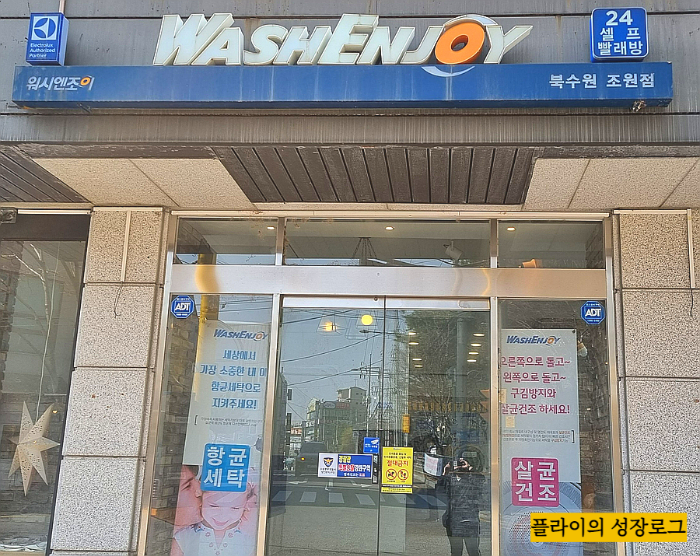 Electrolux
Authorized
Partner
WASHENJOY
24
셀프
빨래방
워시엔조이
북수원 조원점
ADT
ADT
WASHENJOY
세상에서
가장 소중한 내
항균세탁으로
지켜주세요!
항균
세탁
WASHENJOY
오른쪽으로 돌고~
왼쪽으로 돌고~
구김방지와
살균건조 하세요!
살균
건조
플라이의 성장로그